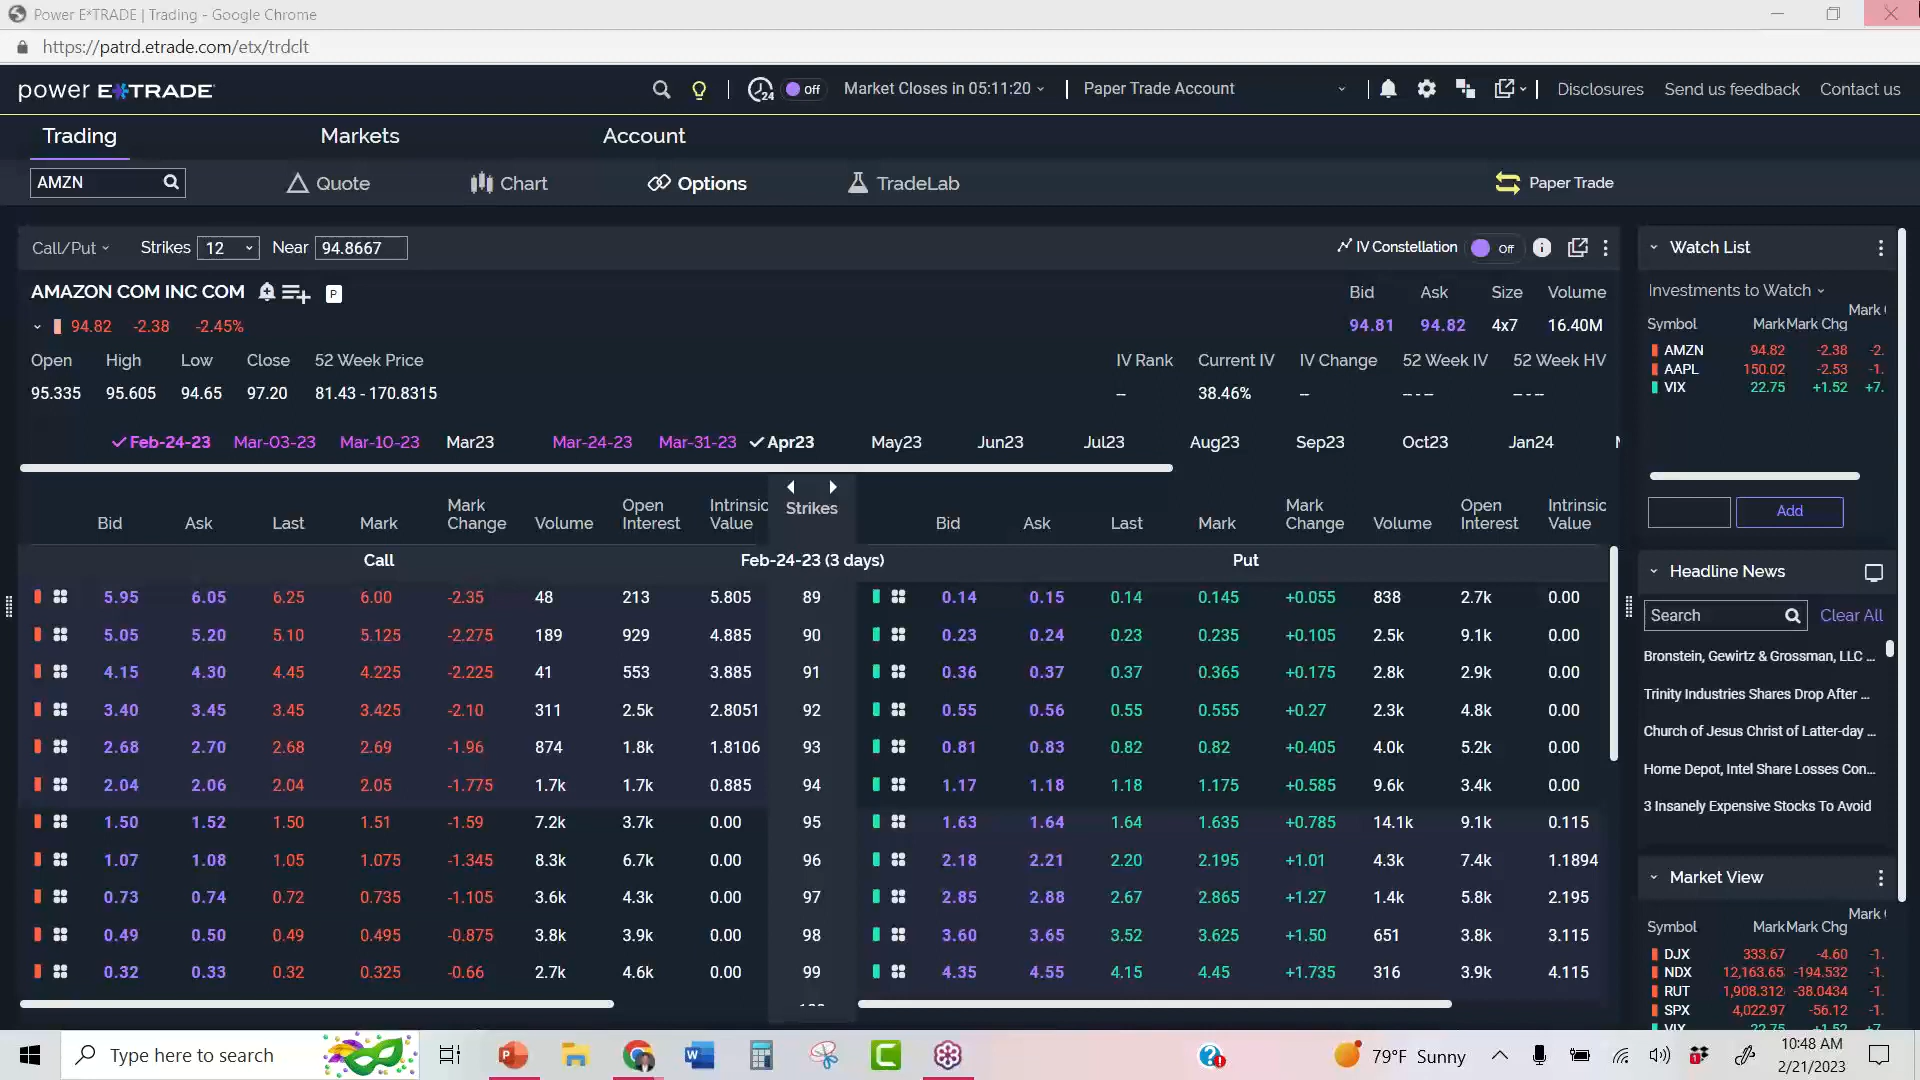 Power E*TRADE | Trading - Google Chrome
https://patrd.etrade.com/etx/trdclt
power E*TRADE
24 Off Market Closes in 05:11:20 | Paper Trade Account Disclosures Send us feedback Contact us
Trading Markets Account
AMZN Quote Chart Options TradeLab Paper Trade
Call/Put Strikes 12 Near 94.8667 IV Constellation Off
AMAZON COM INC COM P Bid Ask Size Volume
94.82 -2.38 -2.45% 94.81 94.82 4x7 16.40M
Open High Low Close 52 Week Price IV Rank Current IV IV Change 52 Week IV 52 Week HV
95.335 95.605 94.65 97.20 81.43 - 170.8315 -- 38.46% -- -- - -- -- - --
Feb-24-23 Mar-03-23 Mar-10-23 Mar23 Mar-24-23 Mar-31-23 Apr23 May23 Jun23 Jul23 Aug23 Sep23 Oct23 Jan24
Bid Ask Last Mark Mark Change Volume Open Interest Intrinsic Value Strikes Bid Ask Last Mark Mark Change Volume Open Interest Intrinsic Value
Call Feb-24-23 (3 days) Put
5.95 6.05 6.25 6.00 -2.35 48 213 5.805 89 0.14 0.15 0.14 0.145 +0.055 838 2.7k 0.00
5.05 5.20 5.10 5.125 -2.275 189 929 4.885 90 0.23 0.24 0.23 0.235 +0.105 2.5k 9.1k 0.00
4.15 4.30 4.45 4.225 -2.225 41 553 3.885 91 0.36 0.37 0.37 0.365 +0.175 2.8k 2.9k 0.00
3.40 3.45 3.45 3.425 -2.10 311 2.5k 2.8051 92 0.55 0.56 0.55 0.555 +0.27 2.3k 4.8k 0.00
2.68 2.70 2.68 2.69 -1.96 874 1.8k 1.8106 93 0.81 0.83 0.82 0.82 +0.405 4.0k 5.2k 0.00
2.04 2.06 2.04 2.05 -1.775 1.7k 1.7k 0.885 94 1.17 1.18 1.18 1.175 +0.585 9.6k 3.4k 0.00
1.50 1.52 1.50 1.51 -1.59 7.2k 3.7k 0.00 95 1.63 1.64 1.64 1.635 +0.785 14.1k 9.1k 0.115
1.07 1.08 1.05 1.075 -1.345 8.3k 6.7k 0.00 96 2.18 2.21 2.20 2.195 +1.01 4.3k 7.4k 1.1894
0.73 0.74 0.72 0.735 -1.105 3.6k 4.3k 0.00 97 2.85 2.88 2.67 2.865 +1.27 1.4k 5.8k 2.195
0.49 0.50 0.49 0.495 -0.875 3.8k 3.9k 0.00 98 3.60 3.65 3.52 3.625 +1.50 651 3.8k 3.115
0.32 0.33 0.32 0.325 -0.66 2.7k 4.6k 0.00 99 4.35 4.55 4.15 4.45 +1.735 316 3.9k 4.115
Watch List
Investments to Watch
Symbol Mark Mark Chg Mark
AMZN 94.82 -2.38 -2.
AAPL 150.02 -2.53 -1.
VIX 22.75 +1.52 +7.
Add
Headline News
Search Clear All
Bronstein, Gewirtz & Grossman, LLC ...
Trinity Industries Shares Drop After ...
Church of Jesus Christ of Latter-day ...
Home Depot, Intel Share Losses Con...
3 Insanely Expensive Stocks To Avoid
Market View
Symbol Mark Mark Chg Mark
DJX 333.67 -4.60 -1.
NDX 12,163.65 -194.532 -1.
RUT 1,908.312 -38.0434 -1.
SPX 4,022.97 -56.12 -1.
VIX 22.75 +1.52 +7
Type here to search 79°F Sunny 10:48 AM
2/21/2023